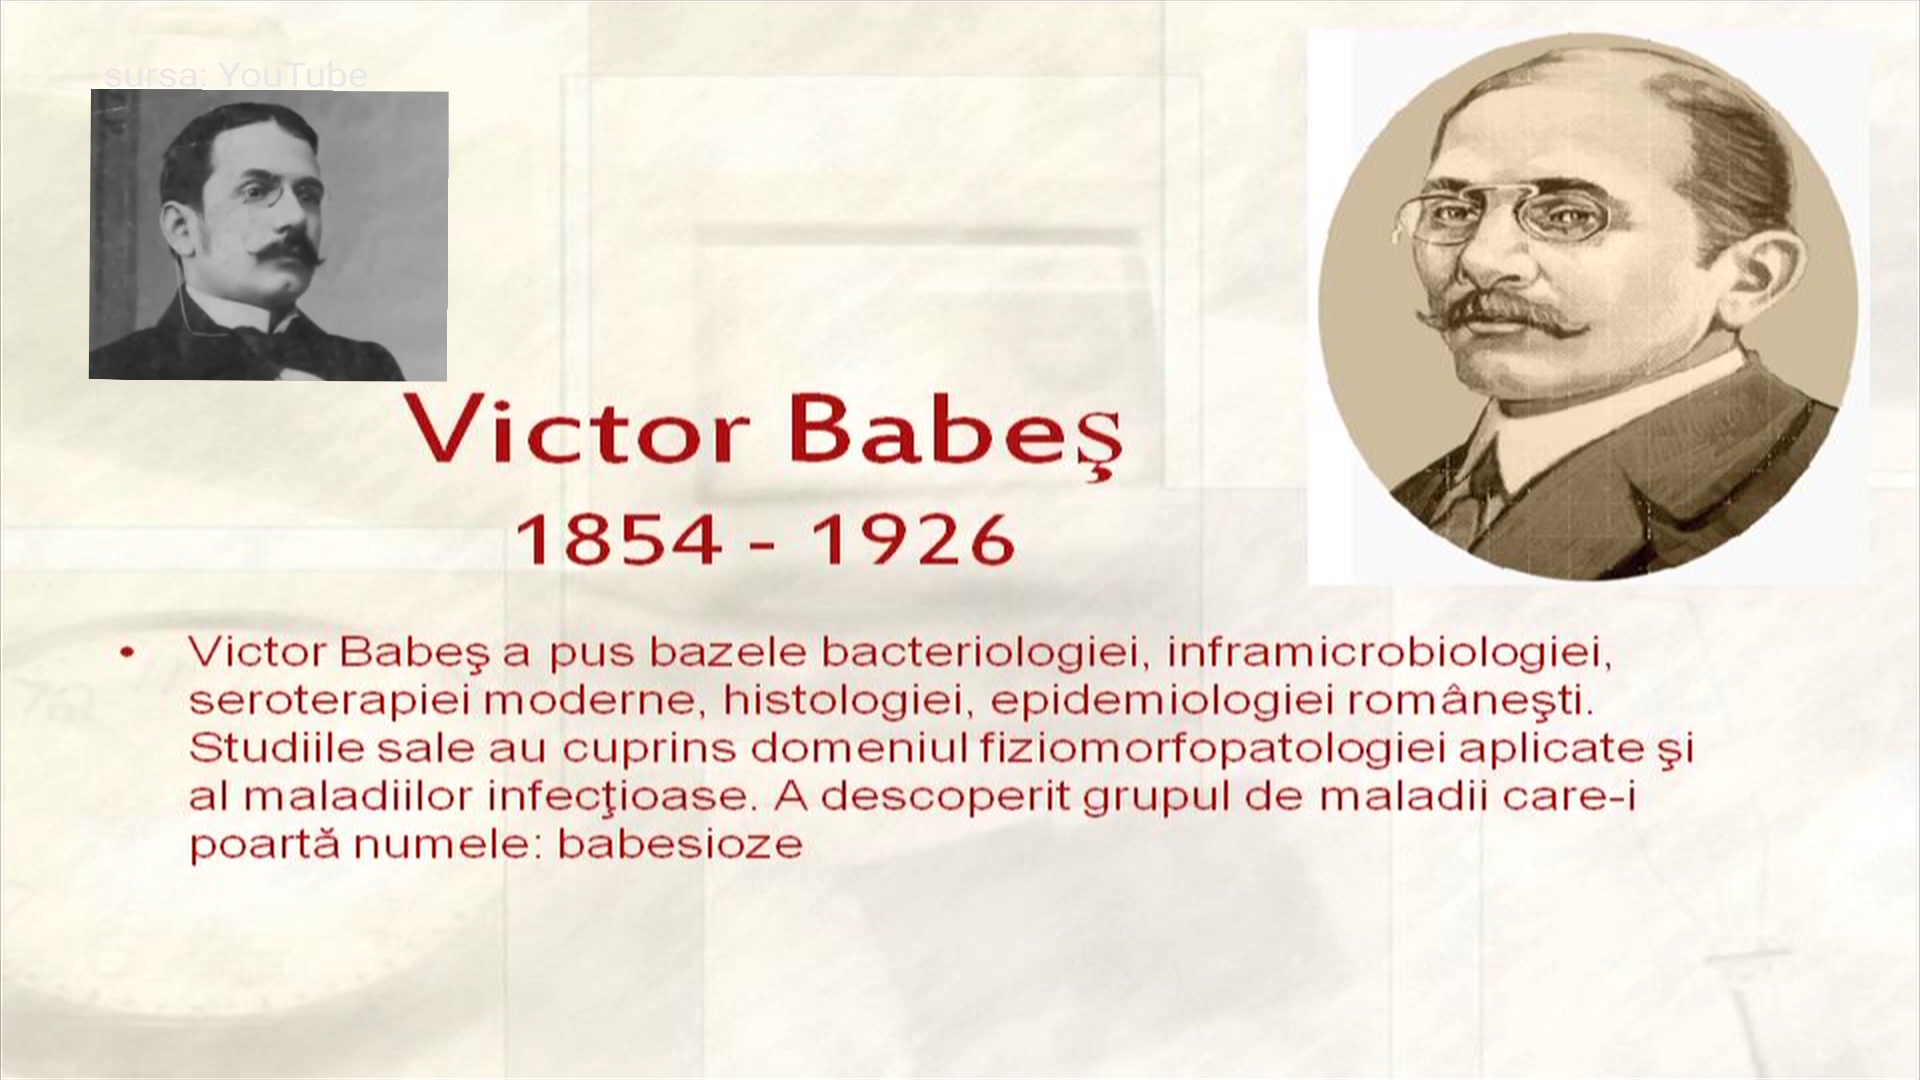 sursa: YouTube
Victor Babeş
1854 - 1926
• Victor Babeş a pus bazele bacteriologiei, inframicrobiologiei,
seroterapiei moderne, histologiei, epidemiologiei româneşti.
Studiile sale au cuprins domeniul fiziomorfopatologiei aplicate şi
al maladiilor infecţioase. A descoperit grupul de maladii care-i
poartă numele: babesioze